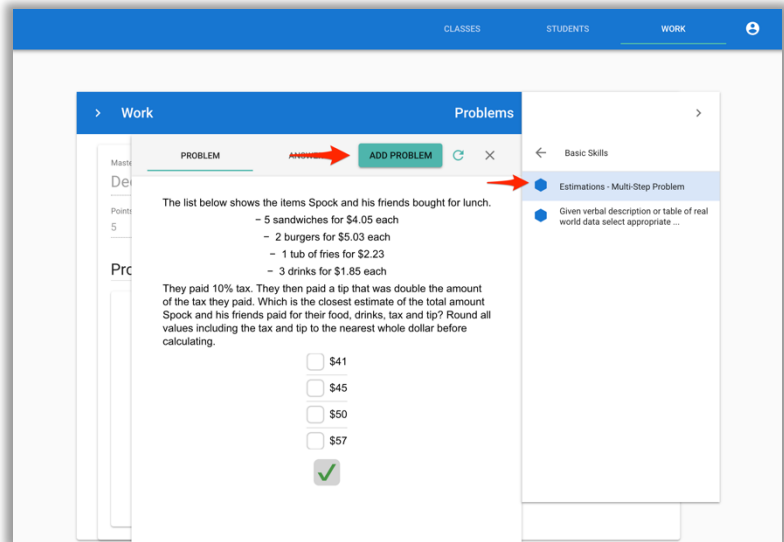 CLASSES STUDENTS WORK
Work Problems
PROBLEM ADD PROBLEM
Basic Skills
Estimations - Multi-Step Problem
Given verbal description or table of real
world data select appropriate ...
Points
5
The list below shows the items Spock and his friends bought for lunch.
− 5 sandwiches for $4.05 each
− 2 burgers for $5.03 each
− 1 tub of fries for $2.23
− 3 drinks for $1.85 each
They paid 10% tax. They then paid a tip that was double the amount
of the tax they paid. Which is the closest estimate of the total amount
Spock and his friends paid for their food, drinks, tax and tip? Round all
values including the tax and tip to the nearest whole dollar before
calculating.
$41
$45
$50
$57